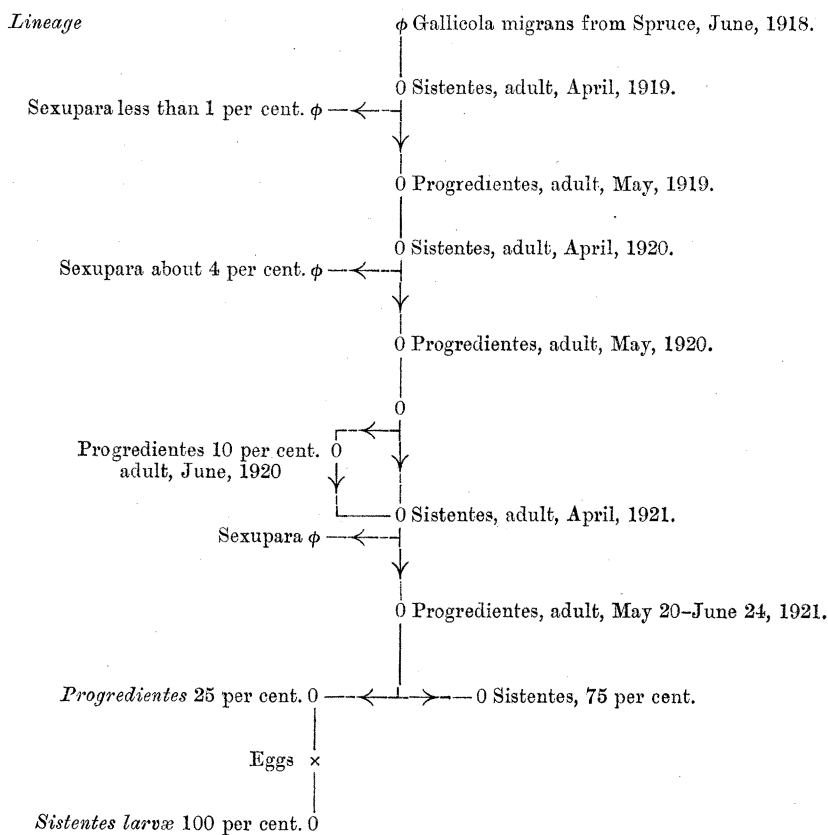 Lineage
ϕ Gallicola migrans from Spruce, June, 1918.
0 Sistentes, adult, April, 1919.
Sexupara less than 1 per cent. ϕ
0 Progredientes, adult, May, 1919.
0 Sistentes, adult, April, 1920.
Sexupara about 4 per cent. ϕ
0 Progredientes, adult, May, 1920.
0
Progredientes 10 per cent. 0
adult, June, 1920
0 Sistentes, adult, April, 1921.
Sexupara ϕ
0 Progredientes, adult, May 20–June 24, 1921.
Progredientes 25 per cent. 0 0 Sistentes, 75 per cent.
Eggs ×
Sistentes larvæ 100 per cent. 0